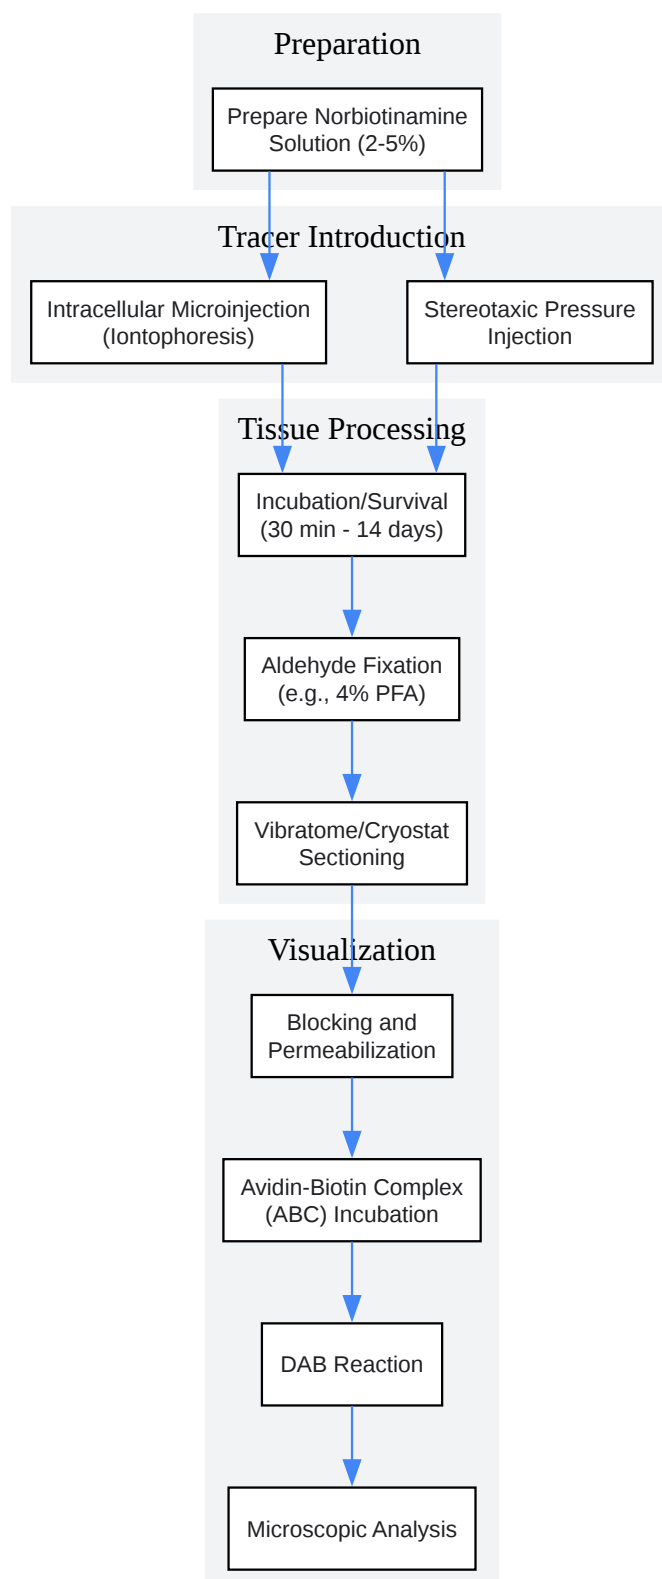 Preparation
Prepare Norbiotinamine
Solution (2-5%)
Tracer Introduction
Intracellular Microinjection
(Iontophoresis)
Stereotaxic Pressure
Injection
Tissue Processing
Incubation/Survival
(30 min - 14 days)
Aldehyde Fixation
(e.g., 4% PFA)
Vibratome/Cryostat
Sectioning
Visualization
Blocking and
Permeabilization
Avidin-Biotin Complex
(ABC) Incubation
DAB Reaction
Microscopic Analysis